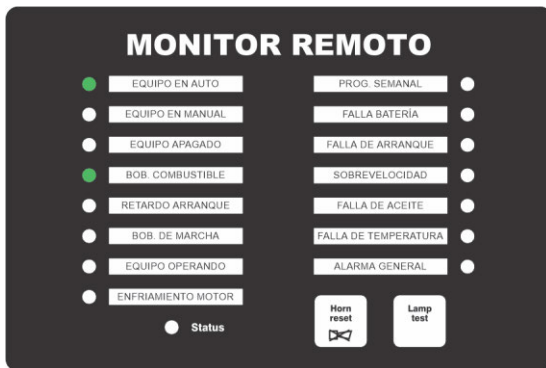 MONITOR REMOTO
EQUIPO EN AUTO
EQUIPO EN MANUAL
EQUIPO APAGADO
BOB. COMBUSTIBLE
RETARDO ARRANQUE
BOB. DE MARCHA
EQUIPO OPERANDO
ENFRIAMIENTO MOTOR
Status
PROG. SEMANAL
FALLA BATERÍA
FALLA DE ARRANQUE
SOBREVELOCIDAD
FALLA DE ACEITE
FALLA DE TEMPERATURA
ALARMA GENERAL
Horn
reset
Lamp
test